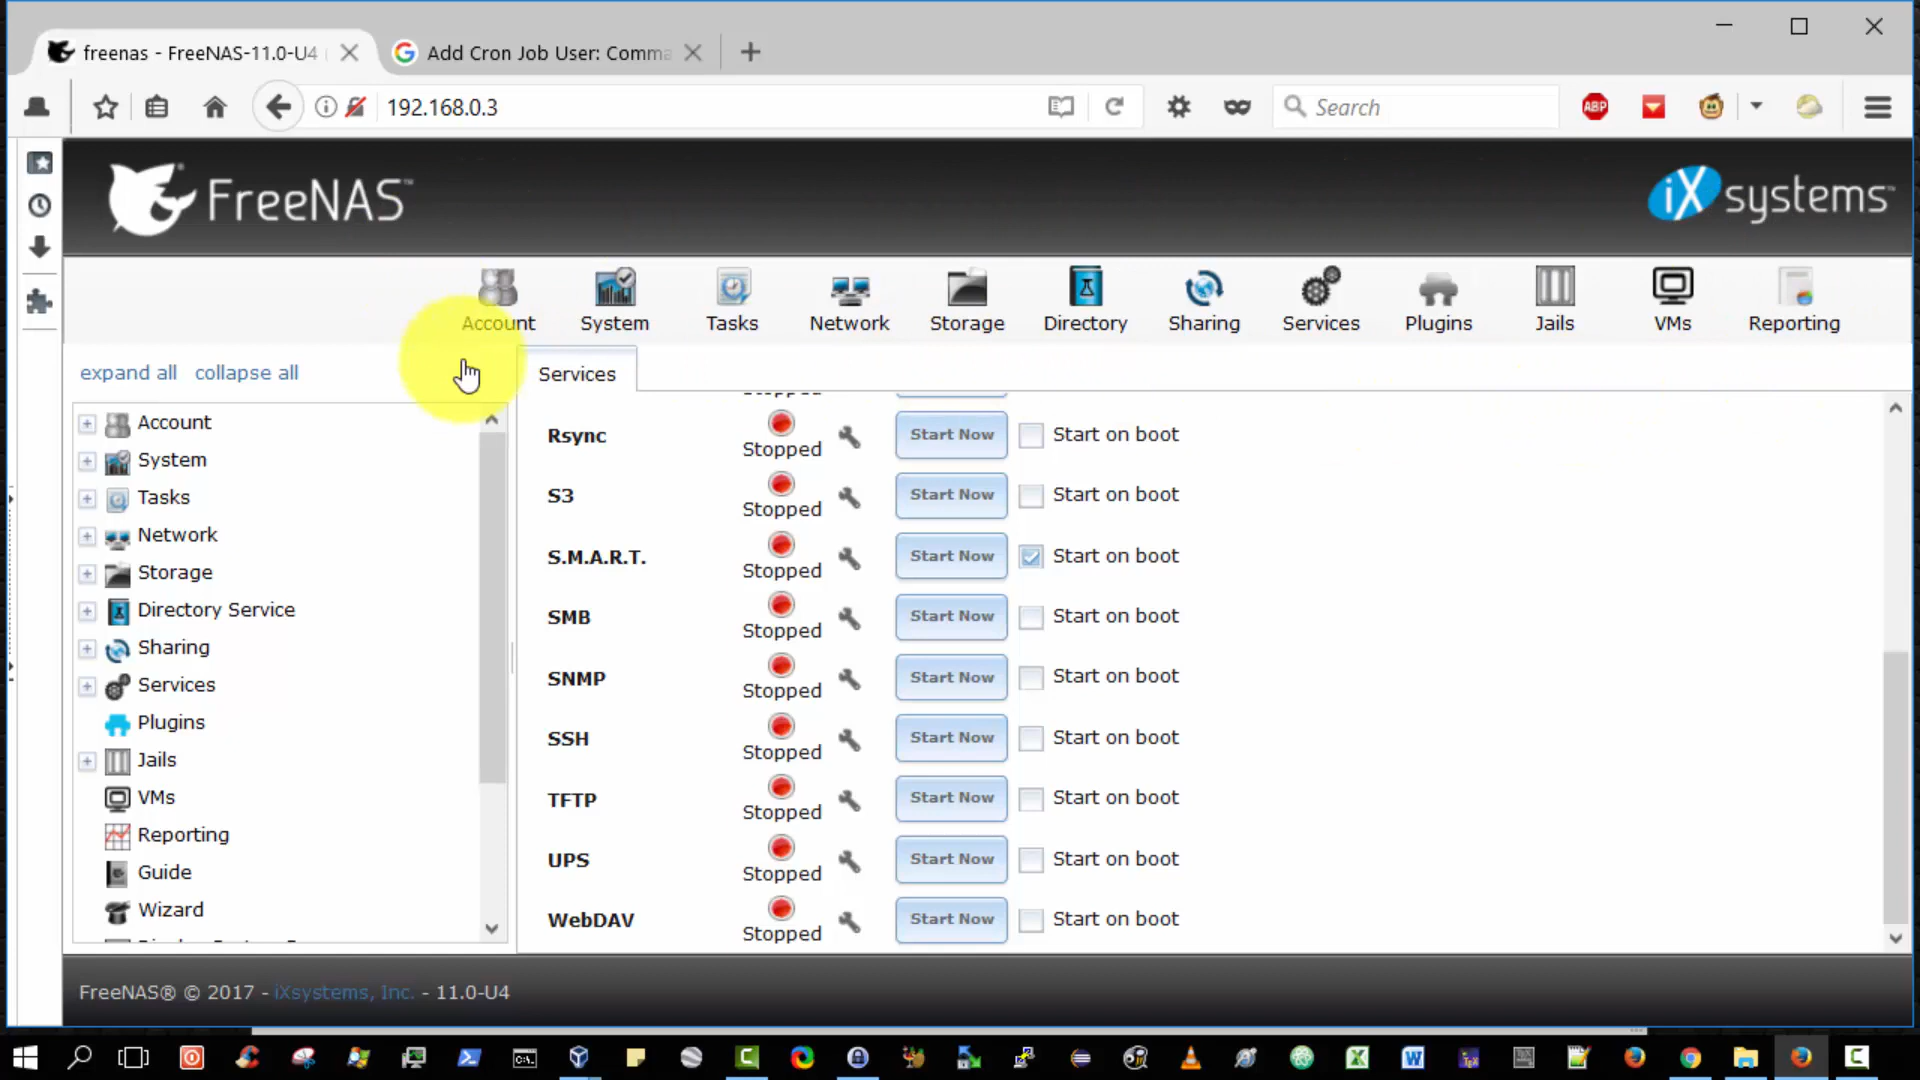 freenas - FreeNAS-11.0-U4
Add Cron Job User: Comma
192.168.0.3
Search
ABP
FreeNAS™
iX systems™
Account
System
Tasks
Network
Storage
Directory
Sharing
Services
Plugins
Jails
VMs
Reporting
expand all
collapse all
Services
Account
System
Tasks
Network
Storage
Directory Service
Sharing
Services
Plugins
Jails
VMs
Reporting
Guide
Wizard
Rsync Stopped Start Now Start on boot
S3 Stopped Start Now Start on boot
S.M.A.R.T. Stopped Start Now Start on boot
SMB Stopped Start Now Start on boot
SNMP Stopped Start Now Start on boot
SSH Stopped Start Now Start on boot
TFTP Stopped Start Now Start on boot
UPS Stopped Start Now Start on boot
WebDAV Stopped Start Now Start on boot
FreeNAS® © 2017 - iXsystems, Inc. - 11.0-U4